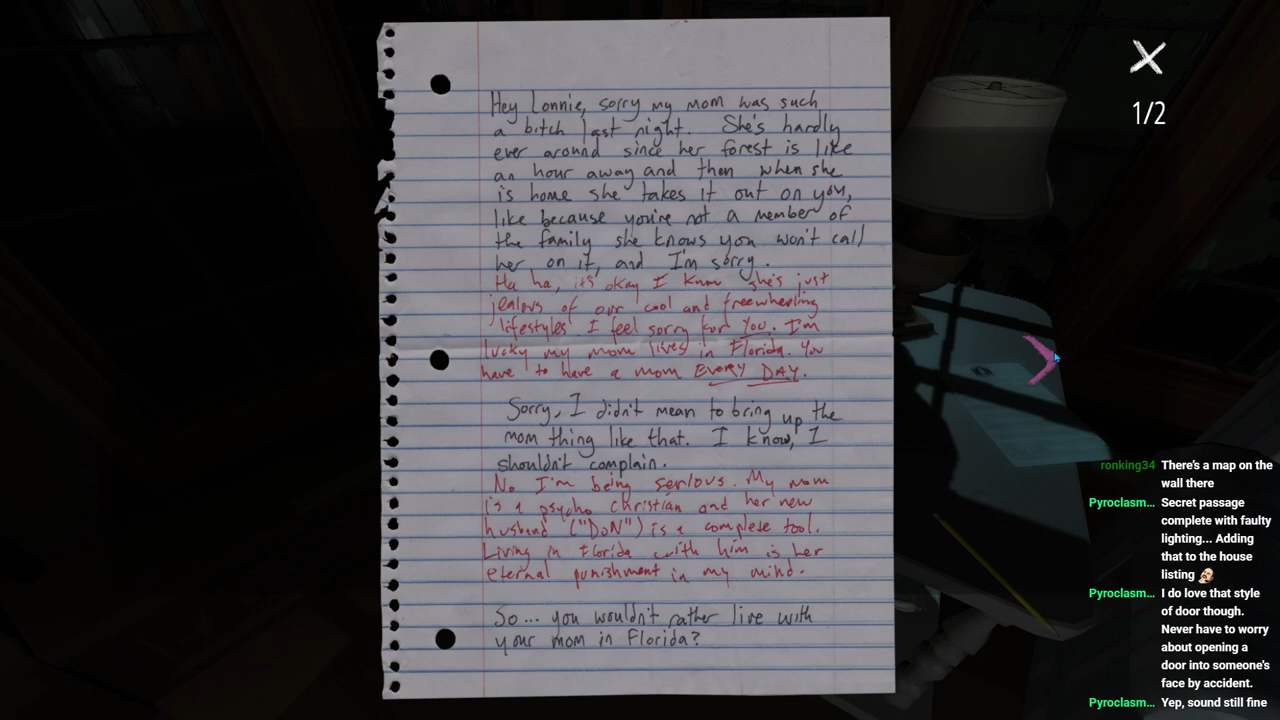 1/2
Hey Lonnie, sorry my mom was such
a bitch last night. She's hardly
ever around since her forest is like
an hour away and then when she
is home she takes it out on you,
like because you're not a member of
the family she knows you won't call
her on it, and I'm sorry.
Ha ha, it's okay I know she's just
jealous of our cool and freewheeling
lifestyles. I feel sorry for You. I'm
lucky my mom lives in Florida. You
have to have a mom EVERY DAY.
Sorry, I didn't mean to bring up the
mom thing like that. I know, I
shouldn't complain.
No I'm being serious. My mom
is a psycho Christian and her new
husband ("DON") is a complete tool.
Living in Florida with him is her
eternal punishment in my mind.
So... you wouldn't rather live with
your mom in Florida?
ronking34 There's a map on the
wall there
Pyroclasm... Secret passage
complete with faulty
lighting... Adding
that to the house
listing
Pyroclasm... I do love that style
of door though.
Never have to worry
about opening a
door into someone's
face by accident.
Pyroclasm... Yep, sound still fine